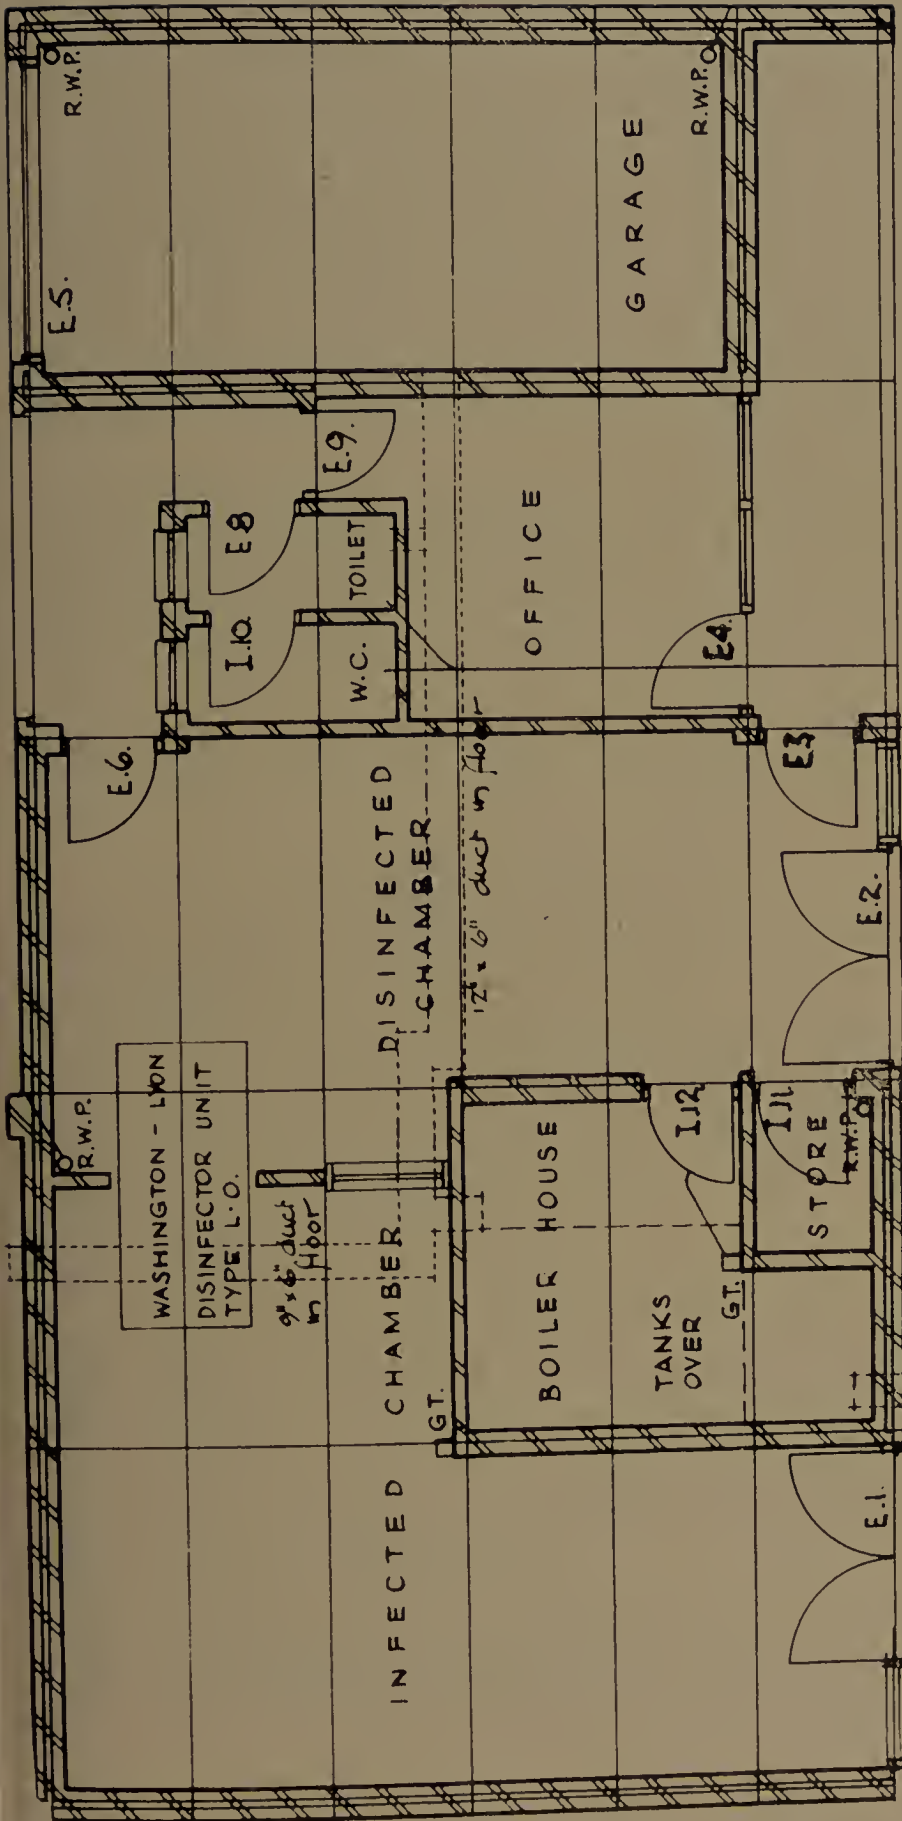 R.W.P.
E.5.
GARAGE
R.W.P.
E.9.
E8
TOILET
I.10.
W.C.
OFFICE
E4.
E.6.
E3
DISINFECTED
CHAMBER
12" x 6" duct in floor
E.2.
R.W.P.
WASHINGTON - LYON
DISINFECTOR UNIT
TYPE L.O.
9" x 6" duct
in floor
INFECTED CHAMBER
G.T.
BOILER HOUSE
TANKS
OVER
G.T.
I.12
I.11
STORE
R.W.P.
E.1.